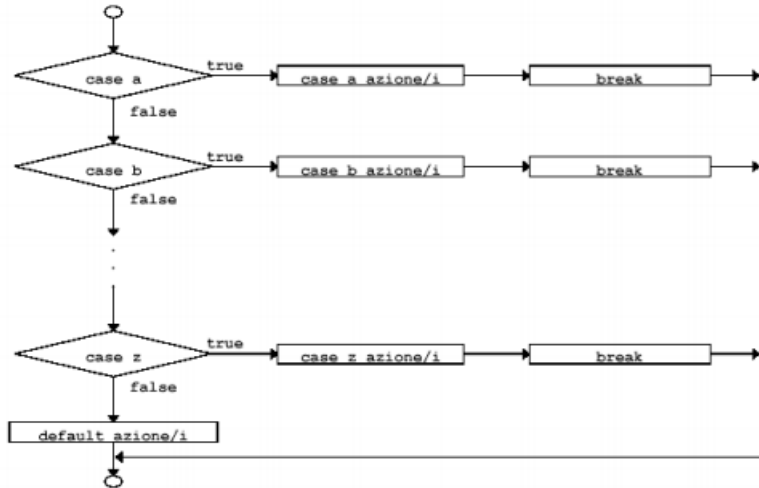 true
case a
case a azione/i
break
false
true
case b
case b azione/i
break
false
.
.
.
true
case z
case z azione/i
break
false
default azione/i